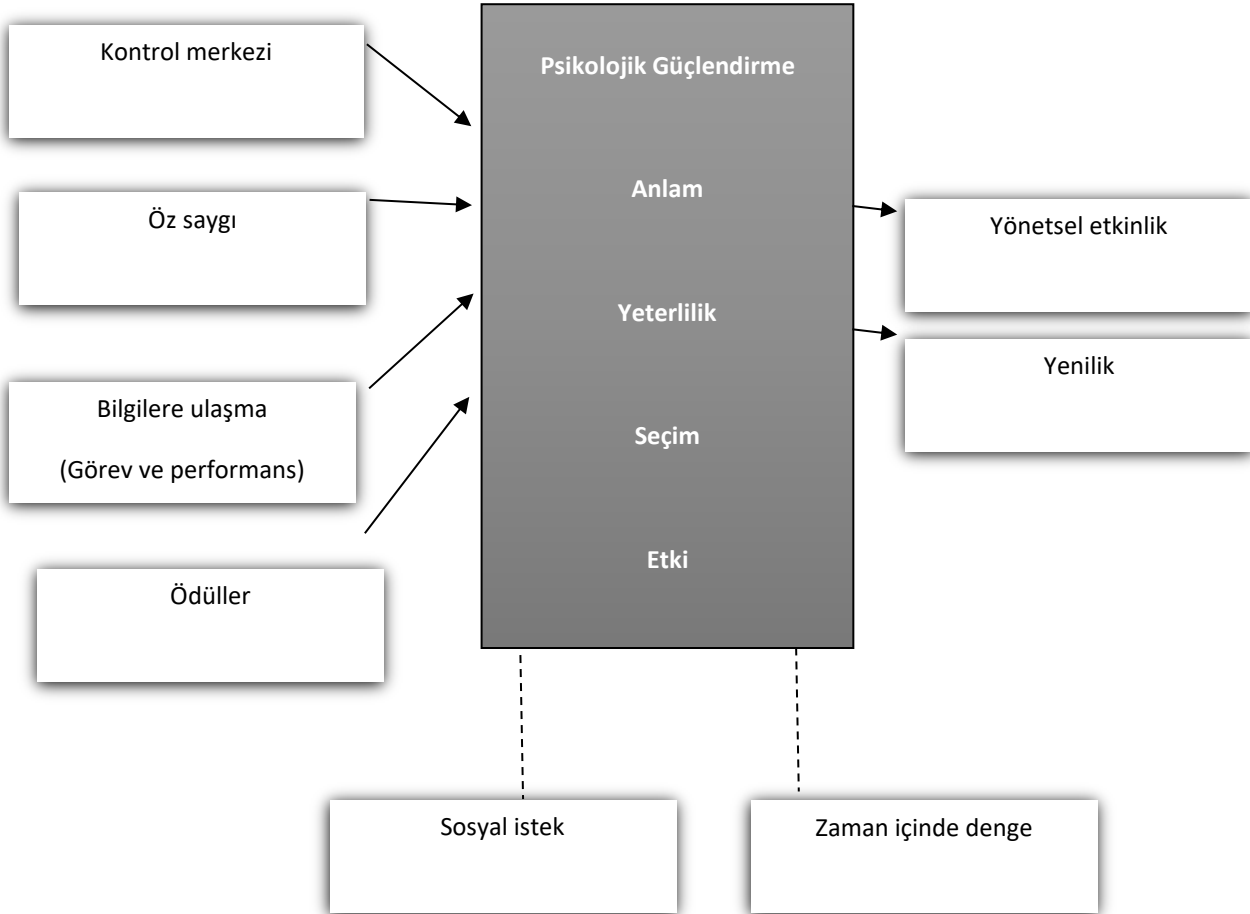 Kontrol merkezi
Öz saygı
Bilgilere ulaşma
(Görev ve performans)
Ödüller
Psikolojik Güçlendirme
Anlam
Yeterlilik
Seçim
Etki
Yönetsel etkinlik
Yenilik
Sosyal istek
Zaman içinde denge